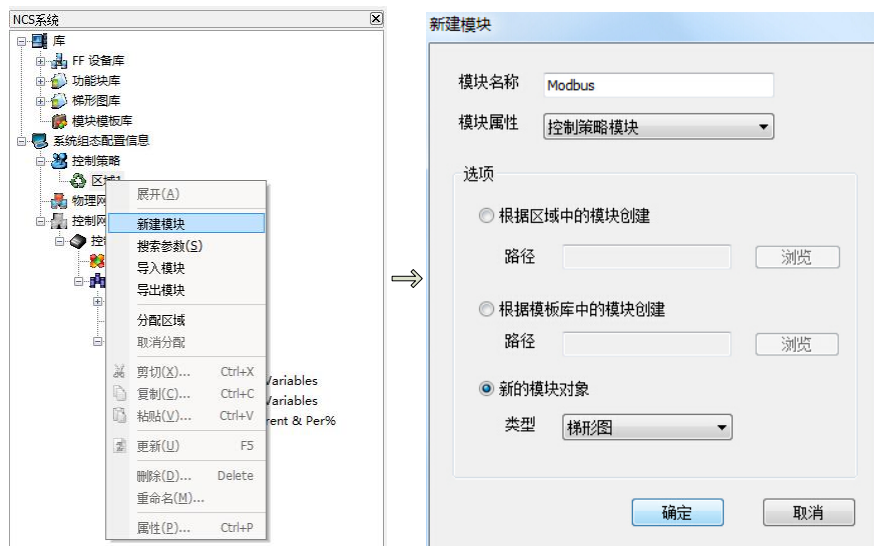 NCS系统
库
FF 设备库
功能块库
梯形图库
模块模板库
系统组态配置信息
控制策略
区域1
物理网
控制网
控
展开(A)
新建模块
搜索参数(S)
导入模块
导出模块
分配区域
取消分配
剪切(X)... Ctrl+X
复制(C)... Ctrl+C
粘贴(V)... Ctrl+V
更新(U) F5
删除(D)... Delete
重命名(M)...
属性(P)... Ctrl+P
Variables
Variables
rent & Per%
新建模块
模块名称 Modbus
模块属性 控制策略模块
选项
根据区域中的模块创建
路径 浏览
根据模板库中的模块创建
路径 浏览
新的模块对象
类型 梯形图
确定 取消